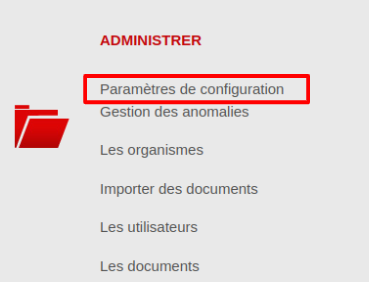 ADMINISTRER
Paramètres de configuration
Gestion des anomalies
Les organismes
Importer des documents
Les utilisateurs
Les documents